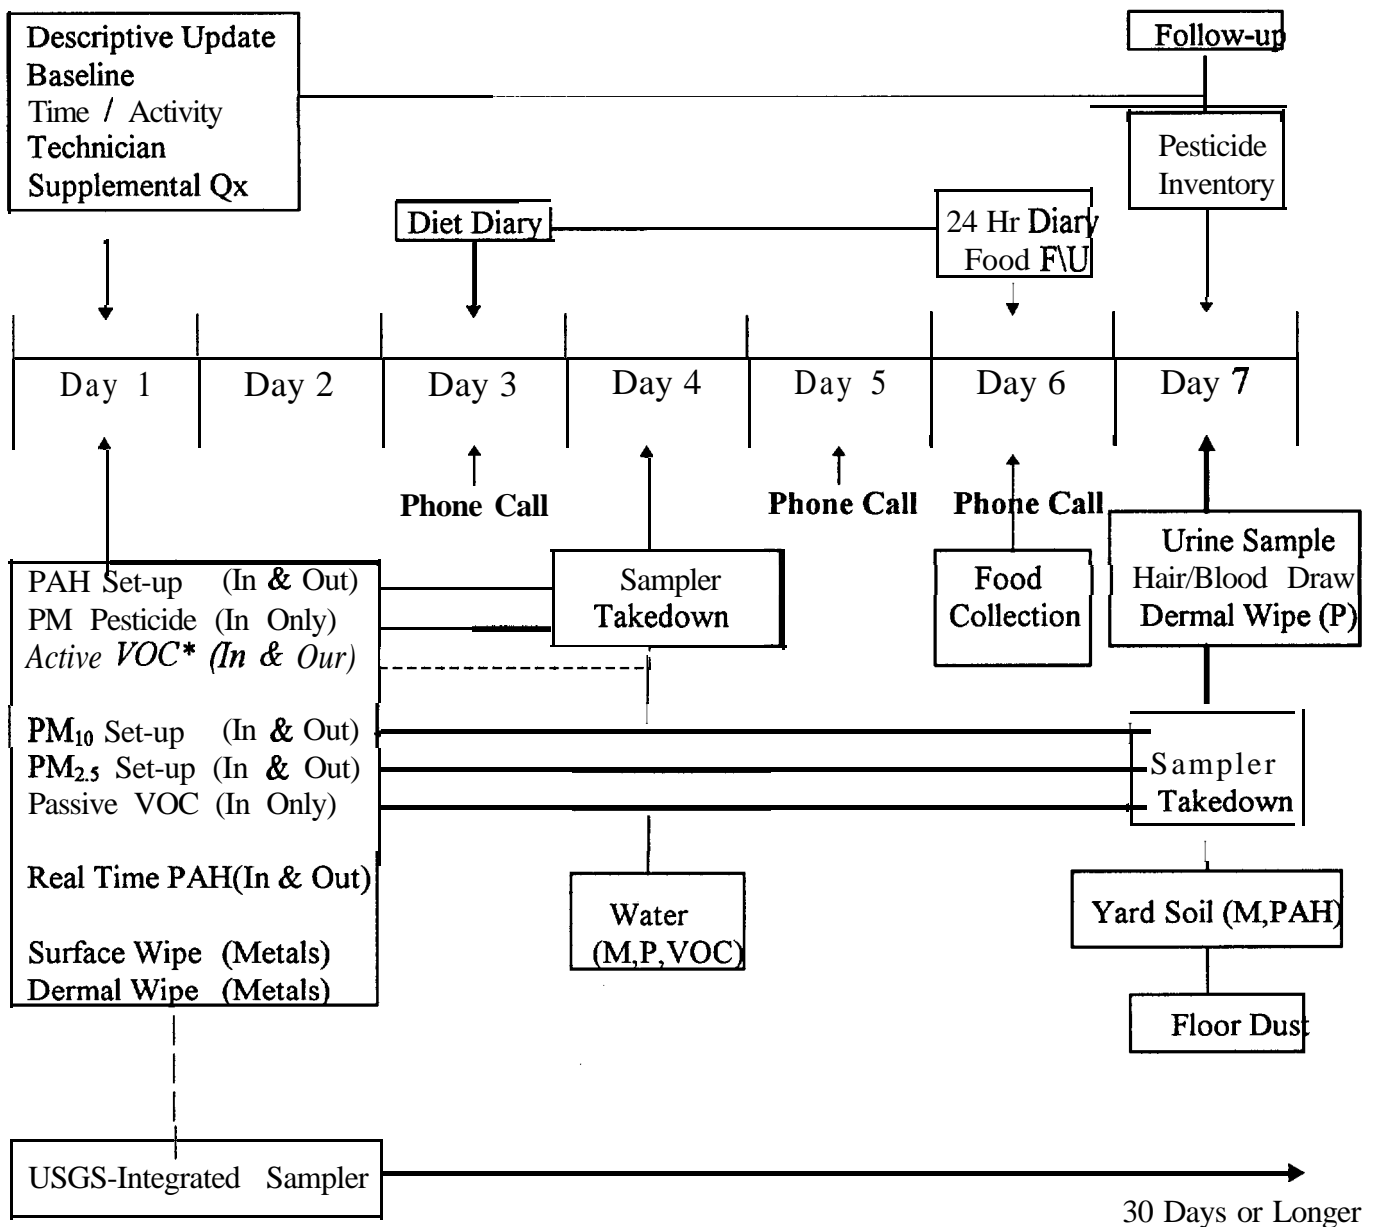 Descriptive Update
Baseline
Time / Activity
Technician
Supplemental Qx
Follow-up
Pesticide
Inventory
Diet Diary
24 Hr Diary
Food F\U
Day 1
Day 2
Day 3
Day 4
Day 5
Day 6
Day 7
Phone Call
Phone Call
Phone Call
PAH Set-up (In & Out)
PM Pesticide (In Only)
Active VOC* (In & Our)
PM10 Set-up (In & Out)
PM2.5 Set-up (In & Out)
Passive VOC (In Only)
Real Time PAH(In & Out)
Surface Wipe (Metals)
Dermal Wipe (Metals)
Sampler
Takedown
Water
(M,P,VOC)
Food
Collection
Urine Sample
Hair/Blood Draw
Dermal Wipe (P)
Sampler
Takedown
Yard Soil (M,PAH)
Floor Dust
USGS-Integrated Sampler
30 Days or Longer